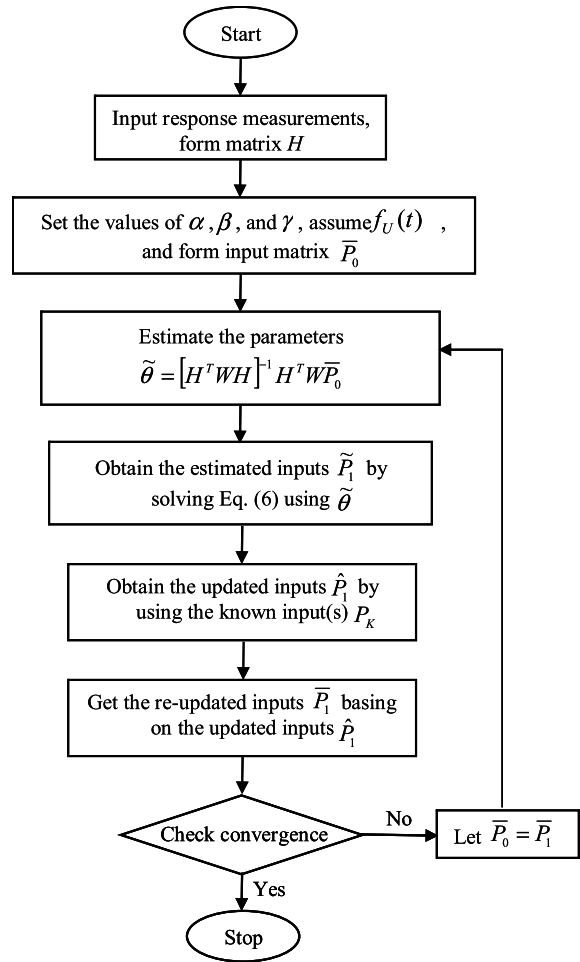 Start
Input response measurements,
form matrix H
Set the values of α , β , and γ , assume f_U(t) ,
and form input matrix P̅₀
Estimate the parameters
θ̃ = [HᵀWH]⁻¹ HᵀWP̅₀
Obtain the estimated inputs P̃₁ by
solving Eq. (6) using θ̃
Obtain the updated inputs P̂₁ by
using the known input(s) P_K
Get the re-updated inputs P̅₁ basing
on the updated inputs P̂₁
Check convergence
No
Let P̅₀ = P̅₁
Yes
Stop